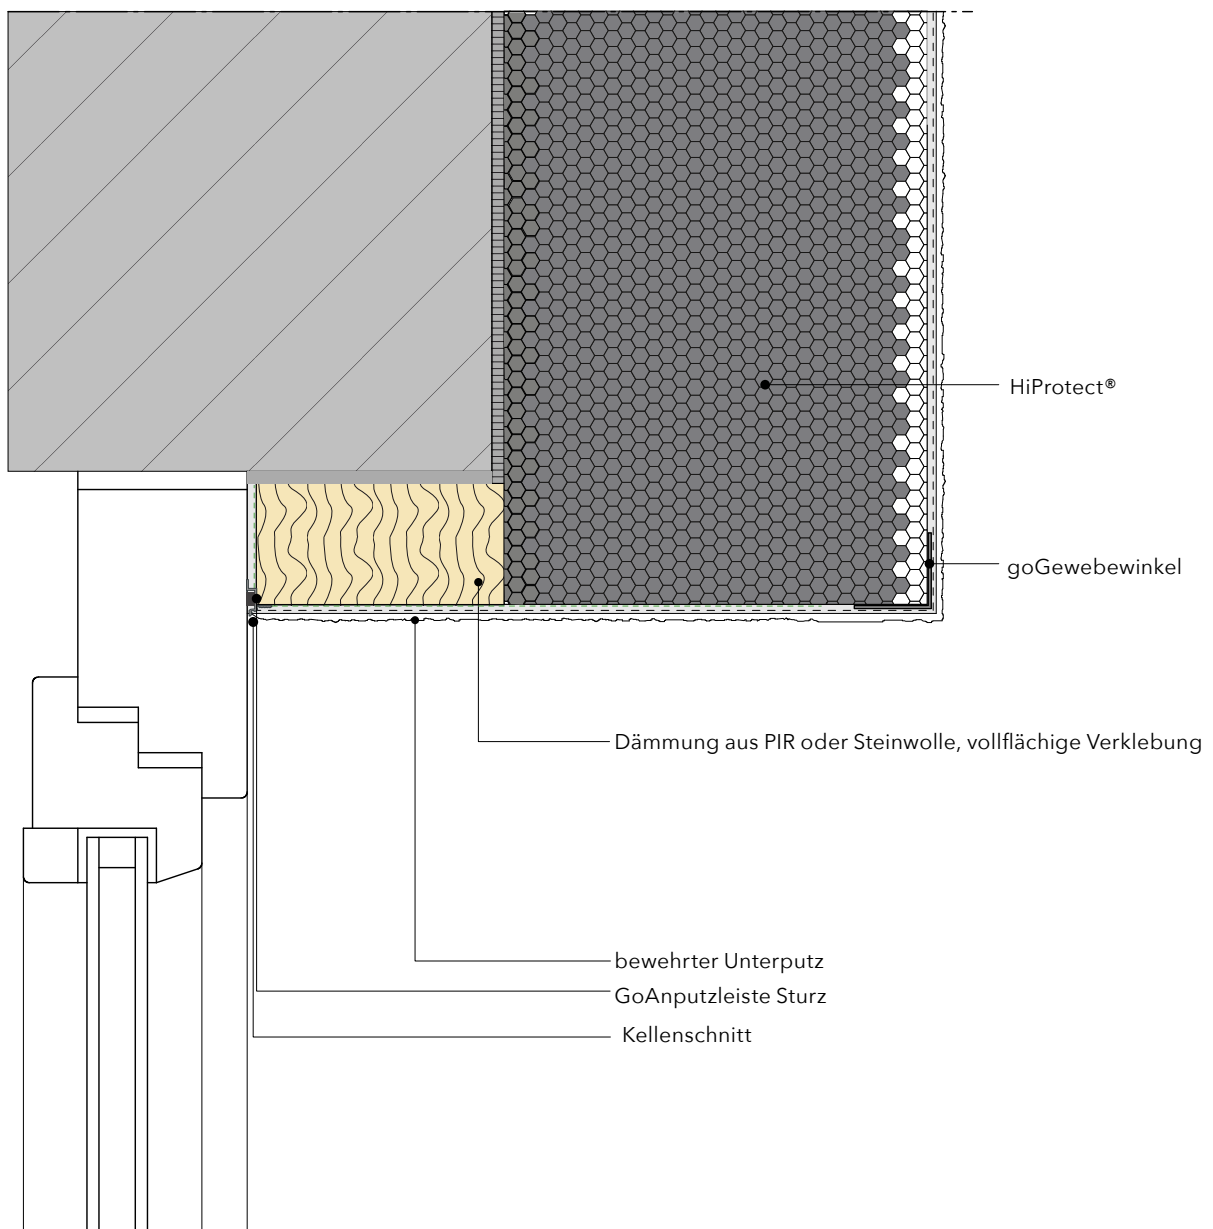 HiProtect®
goGewebewinkel
Dämmung aus PIR oder Steinwolle, vollflächige Verklebung
bewehrter Unterputz
GoAnputzleiste Sturz
Kellenschnitt